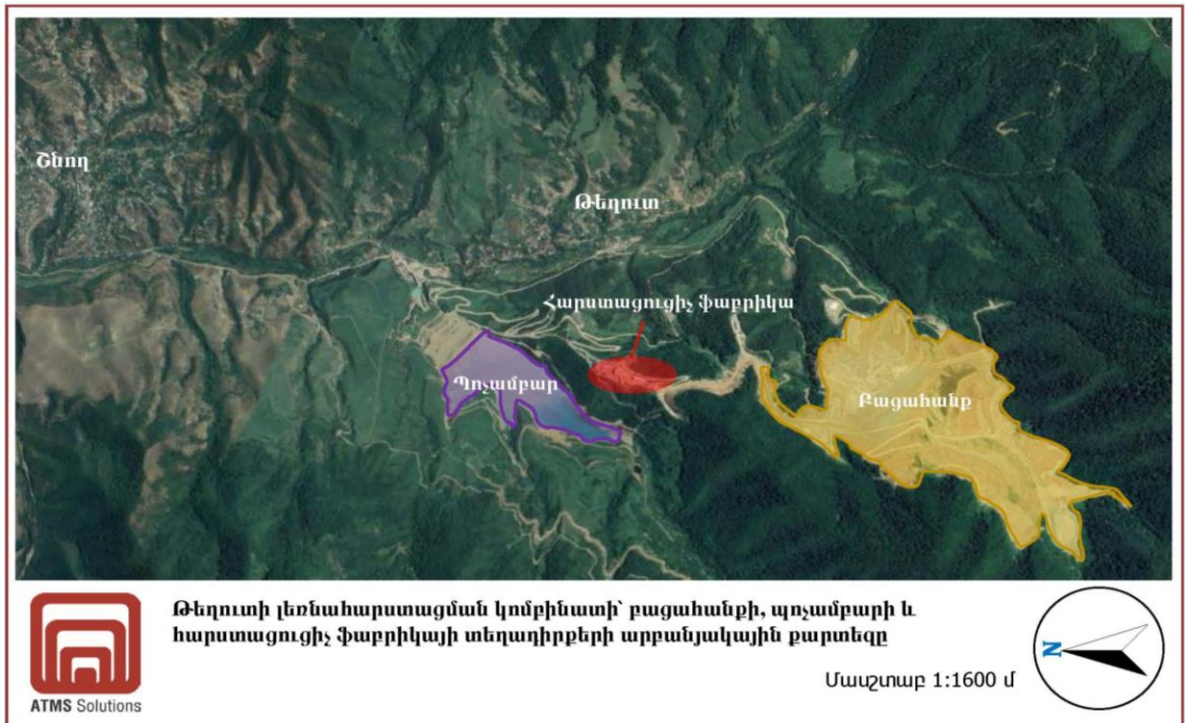 Շնող
Թեղուտ
Հարստացուցիչ ֆաբրիկա
Պոչամբար
Բացահանք
Թեղուտի լեռնահարստացման կոմբինատի՝ բացահանքի, պոչամբարի և
հարստացուցիչ ֆաբրիկայի տեղադիրքերի արբանյակային քարտեզը
Մասշտաբ 1:1600 մ
N
ATMS Solutions